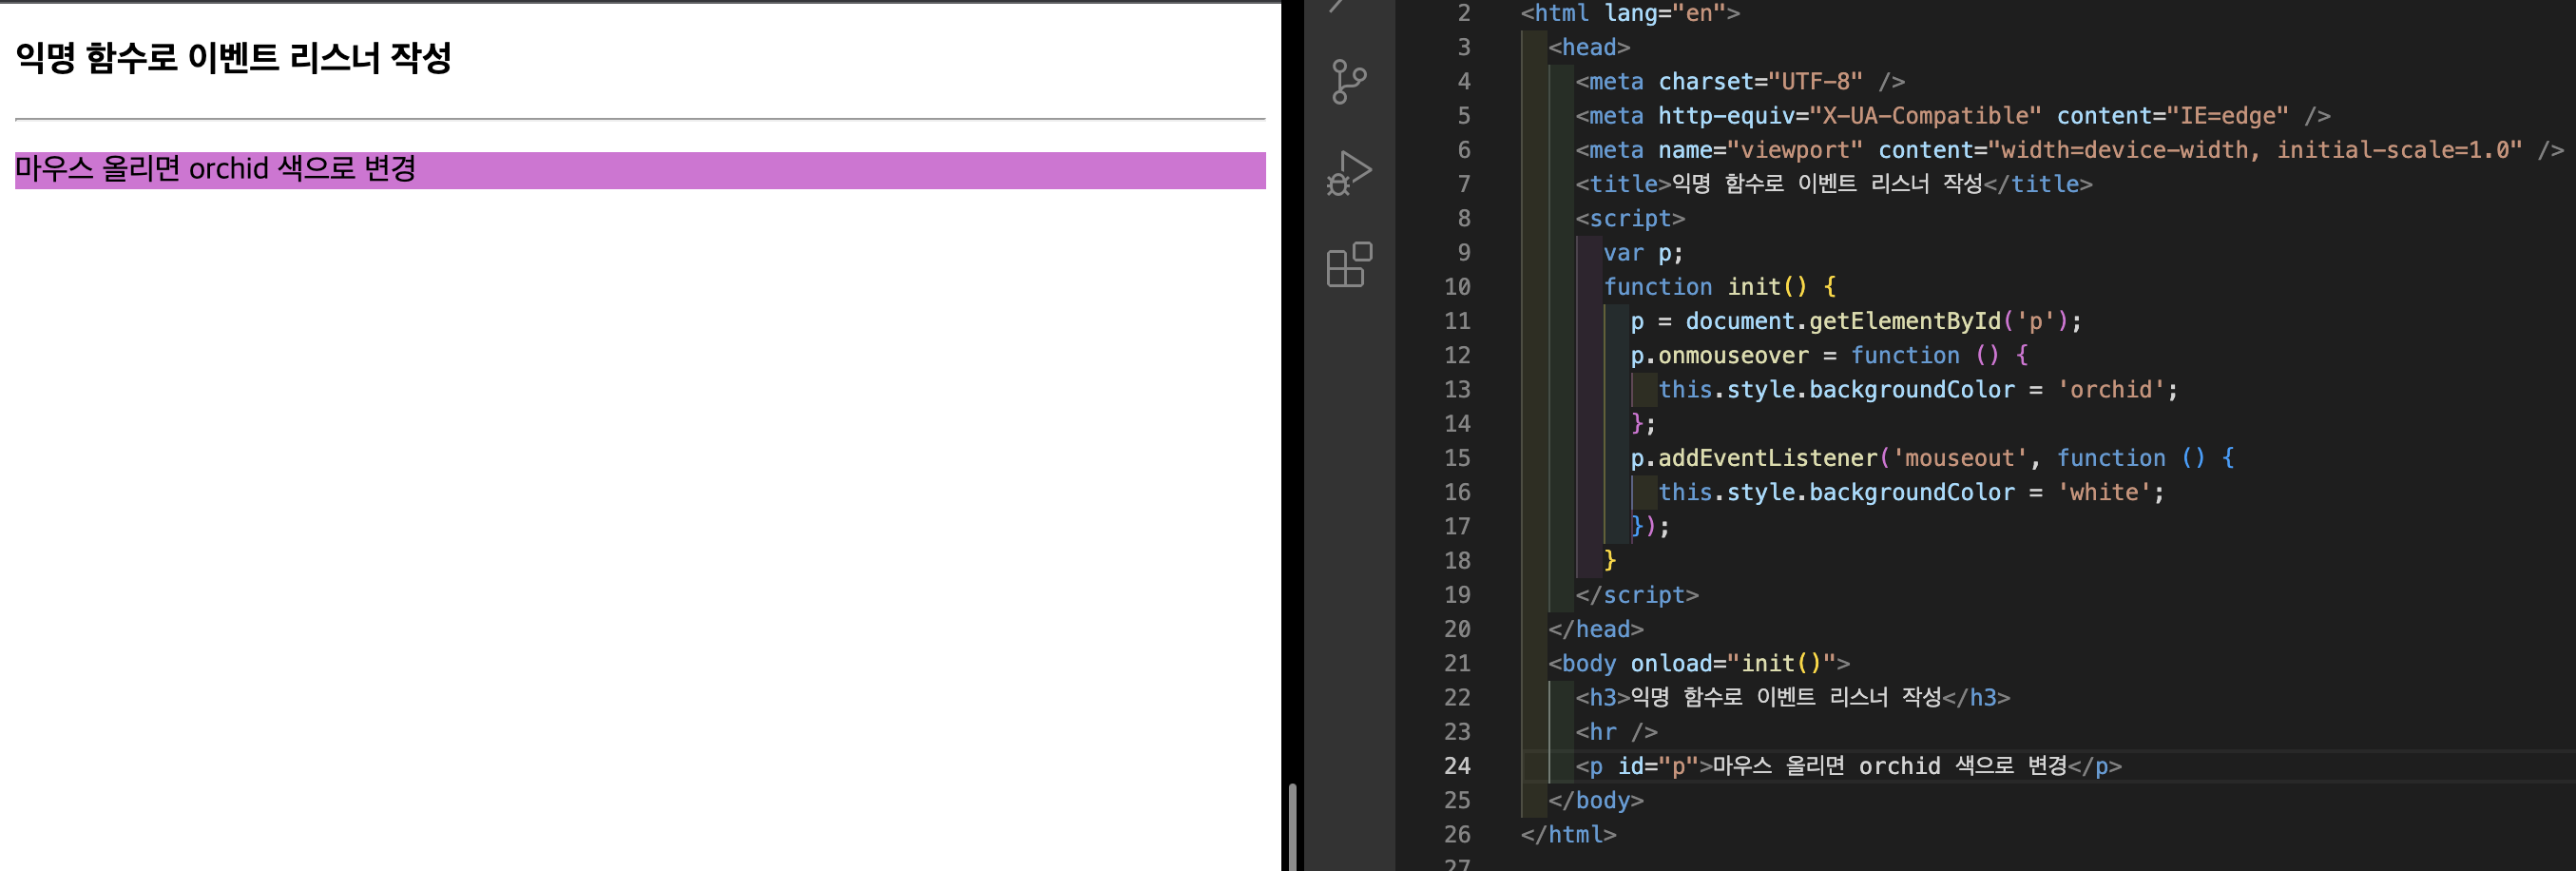 익명 함수로 이벤트 리스너 작성
마우스 올리면 orchid 색으로 변경
2 <html lang="en">
3 <head>
4 <meta charset="UTF-8" />
5 <meta http-equiv="X-UA-Compatible" content="IE=edge" />
6 <meta name="viewport" content="width=device-width, initial-scale=1.0" />
7 <title>익명 함수로 이벤트 리스너 작성</title>
8 <script>
9 var p;
10 function init() {
11 p = document.getElementById('p');
12 p.onmouseover = function () {
13 this.style.backgroundColor = 'orchid';
14 };
15 p.addEventListener('mouseout', function () {
16 this.style.backgroundColor = 'white';
17 });
18 }
19 </script>
20 </head>
21 <body onload="init()">
22 <h3>익명 함수로 이벤트 리스너 작성</h3>
23 <hr />
24 <p id="p">마우스 올리면 orchid 색으로 변경</p>
25 </body>
26 </html>
27